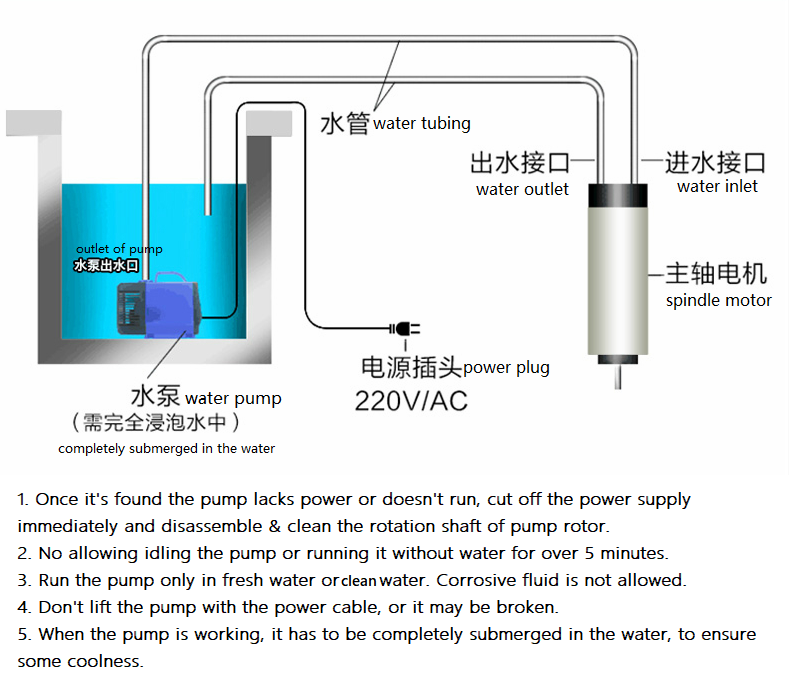 水管 water tubing
出水接口
water outlet
进水接口
water inlet
outlet of pump
水泵出水口
主轴电机
spindle motor
电源插头 power plug
220V/AC
水泵 water pump
（需完全浸泡水中）
completely submerged in the water
1. Once it's found the pump lacks power or doesn't run, cut off the power supply
immediately and disassemble & clean the rotation shaft of pump rotor.
2. No allowing idling the pump or running it without water for over 5 minutes.
3. Run the pump only in fresh water or clean water. Corrosive fluid is not allowed.
4. Don't lift the pump with the power cable, or it may be broken.
5. When the pump is working, it has to be completely submerged in the water, to ensure
some coolness.